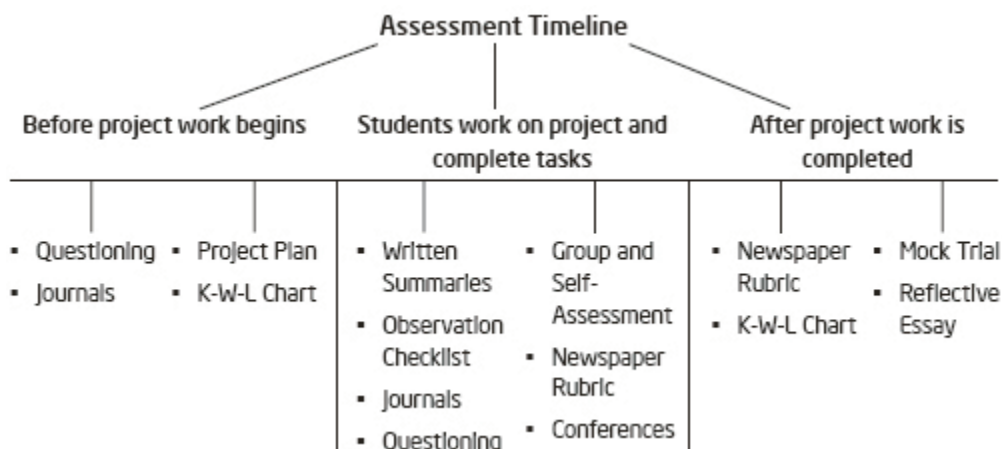 Assessment Timeline
Before project work begins
Students work on project and
complete tasks
After project work is
completed
▪ Questioning
▪ Journals
▪ Project Plan
▪ K-W-L Chart
▪ Written
Summaries
▪ Observation
Checklist
▪ Journals
▪ Questioning
▪ Group and
Self-
Assessment
▪ Newspaper
Rubric
▪ Conferences
▪ Newspaper
Rubric
▪ K-W-L Chart
▪ Mock Trial
▪ Reflective
Essay